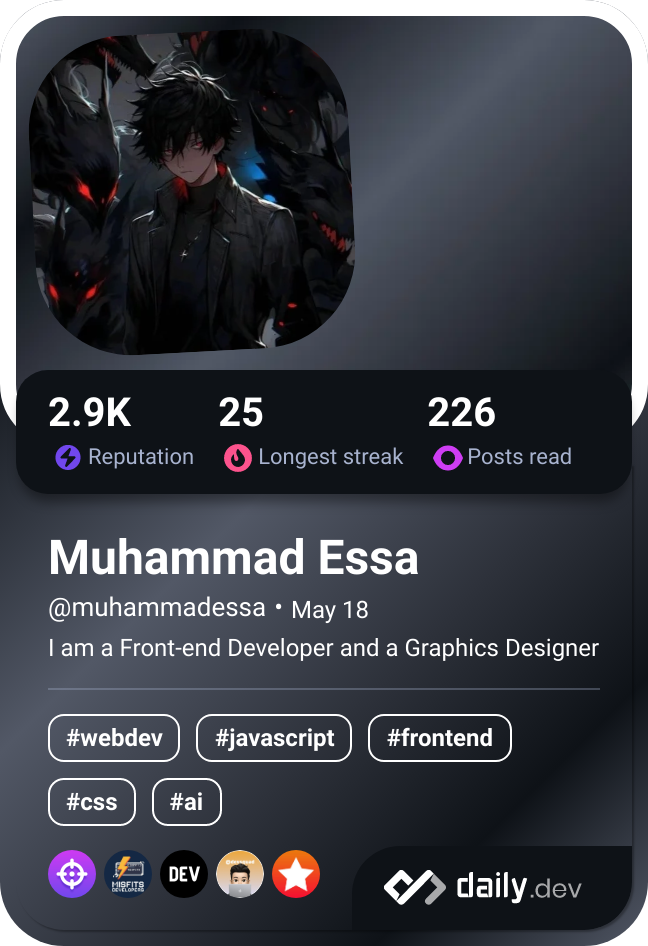 2.9K 25 226
Reputation Longest streak Posts read
Muhammad Essa
@muhammadessa • May 18
I am a Front-end Developer and a Graphics Designer
#webdev #javascript #frontend
#css #ai
MISFITS
DEVELOPERS
DEV
daily.dev